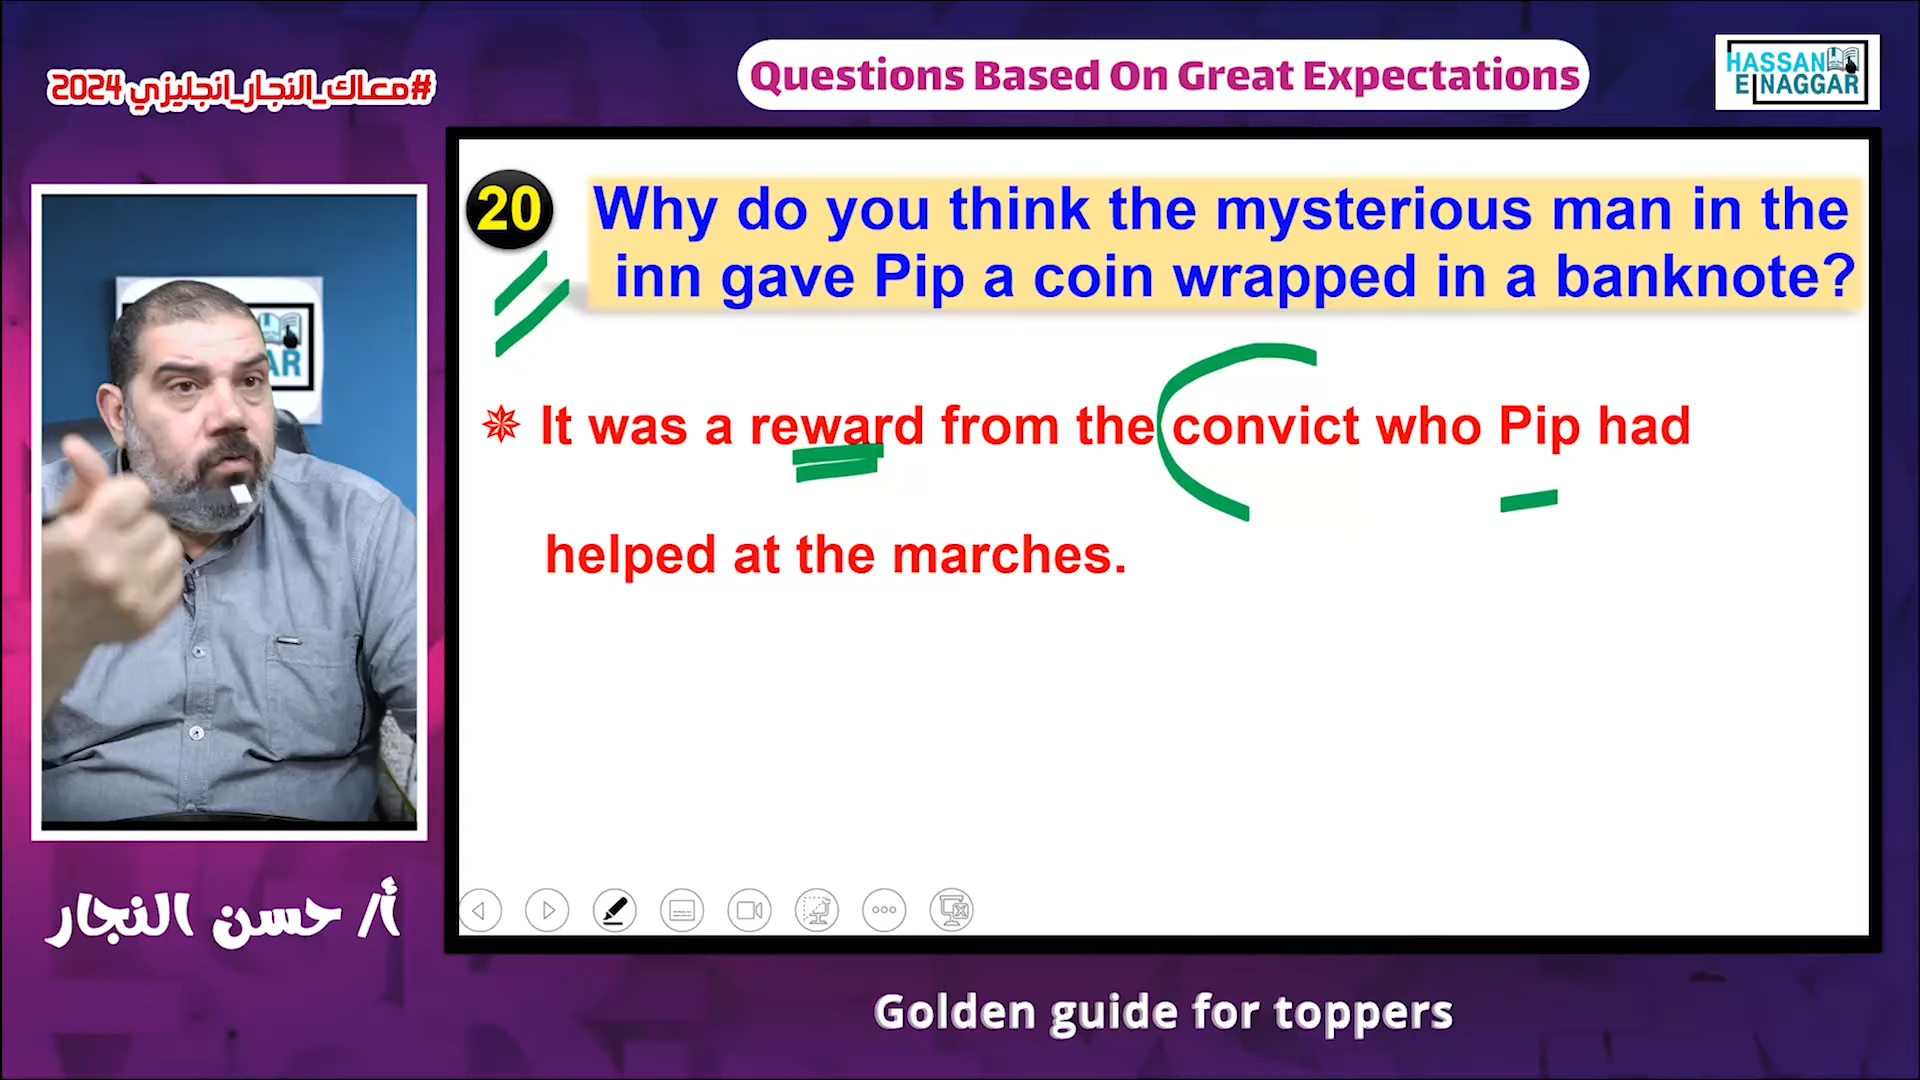 #معاك_النجار_انجليزي 2024
Questions Based On Great Expectations
HASSAN
ELNAGGAR
20
Why do you think the mysterious man in the
inn gave Pip a coin wrapped in a banknote?
AR
It was a reward from the convict who Pip had
helped at the marches.
أ/ حسن النجار
Golden guide for toppers